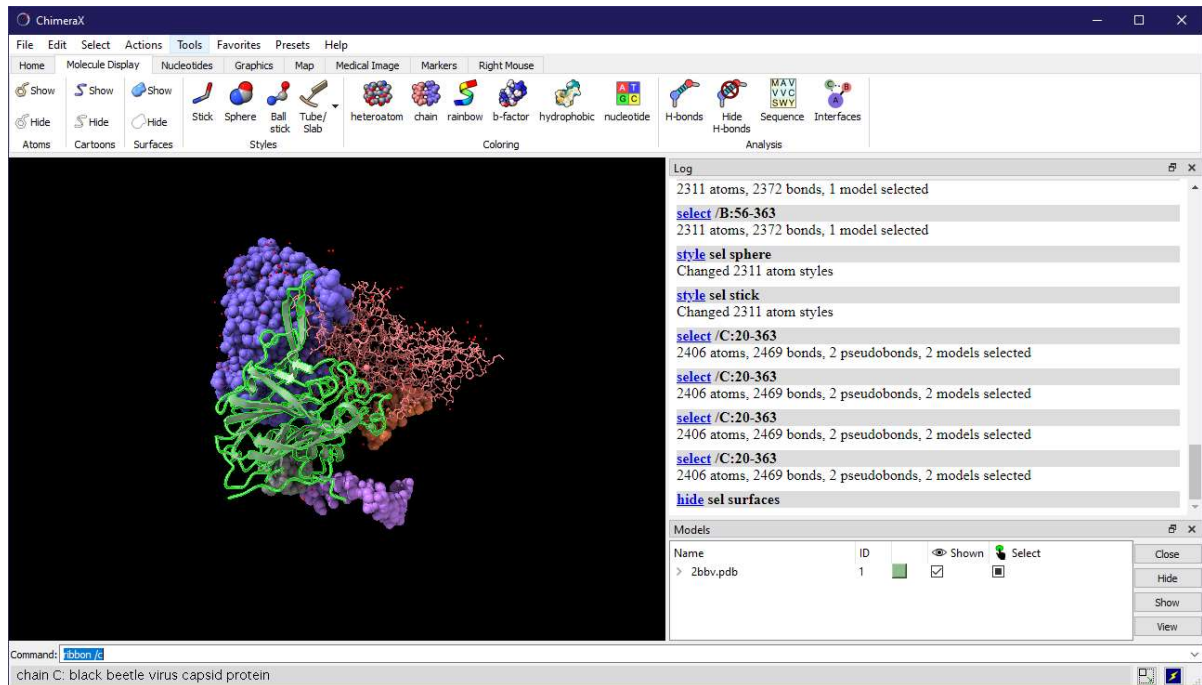 ChimeraX
File Edit Select Actions Tools Favorites Presets Help
Home Molecule Display Nucleotides Graphics Map Medical Image Markers Right Mouse
Show Show Show
Hide Hide Hide
Atoms Cartoons Surfaces
Stick Sphere Ball stick Tube/ Slab
Styles
heteroatom chain rainbow b-factor hydrophobic nucleotide
Coloring
A T
G C
H-bonds Hide H-bonds Sequence Interfaces
M A V
V V C
S W Y
C B
A
Analysis
Log
2311 atoms, 2372 bonds, 1 model selected
select /B:56-363
2311 atoms, 2372 bonds, 1 model selected
style sel sphere
Changed 2311 atom styles
style sel stick
Changed 2311 atom styles
select /C:20-363
2406 atoms, 2469 bonds, 2 pseudobonds, 2 models selected
select /C:20-363
2406 atoms, 2469 bonds, 2 pseudobonds, 2 models selected
select /C:20-363
2406 atoms, 2469 bonds, 2 pseudobonds, 2 models selected
select /C:20-363
2406 atoms, 2469 bonds, 2 pseudobonds, 2 models selected
hide sel surfaces
Models
Name ID Shown Select
2bbv.pdb 1
Close
Hide
Show
View
Command: ribbon /c
chain C: black beetle virus capsid protein